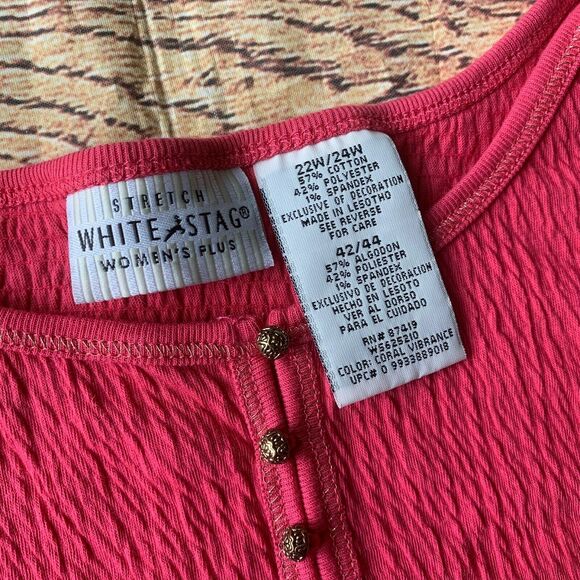 STRETCH
WHITE STAG®
WOMEN'S PLUS
22W/24W
57% COTTON
42% POLYESTER
1% SPANDEX
EXCLUSIVE OF DECORATION
MADE IN LESOTHO
SEE REVERSE
FOR CARE
42/44
57% ALGODON
42% POLIESTER
1% SPANDEX
EXCLUSIVO DE DECORACION
HECHO EN LESOTO
VER AL DORSO
PARA EL CUIDADO
RN# 87419
WS625210
COLOR: CORAL VIBRANCE
UPC# 0 9933889018